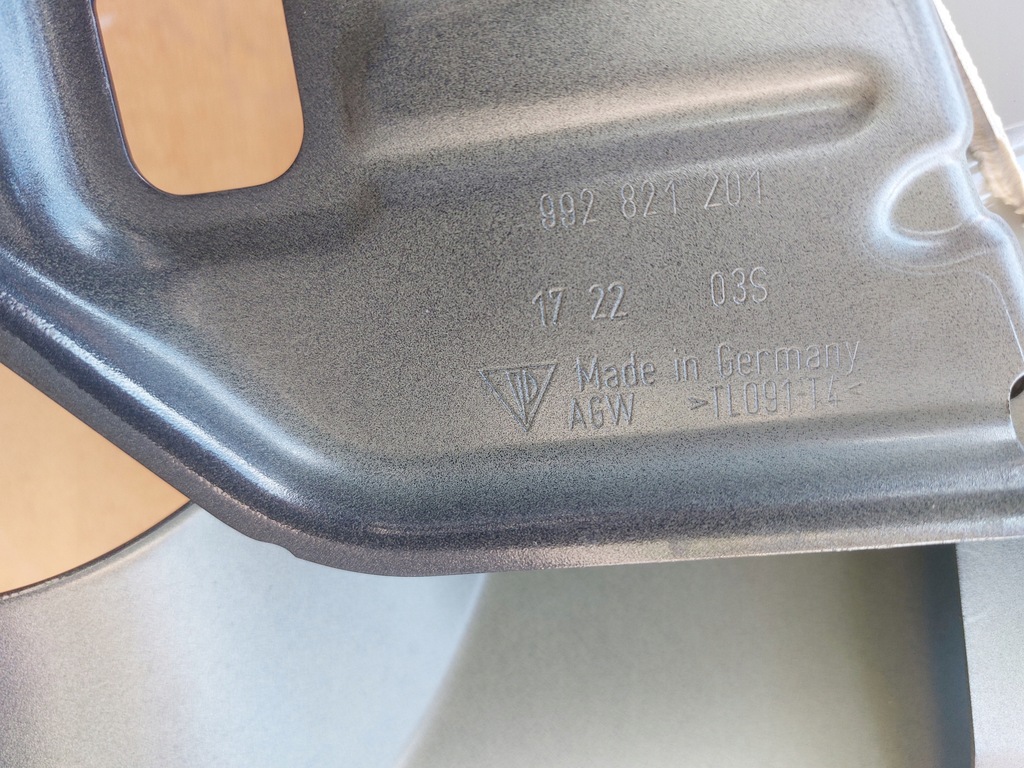 992 821 201
17 22 03S
Made in Germany
AGW >TL091-T4<